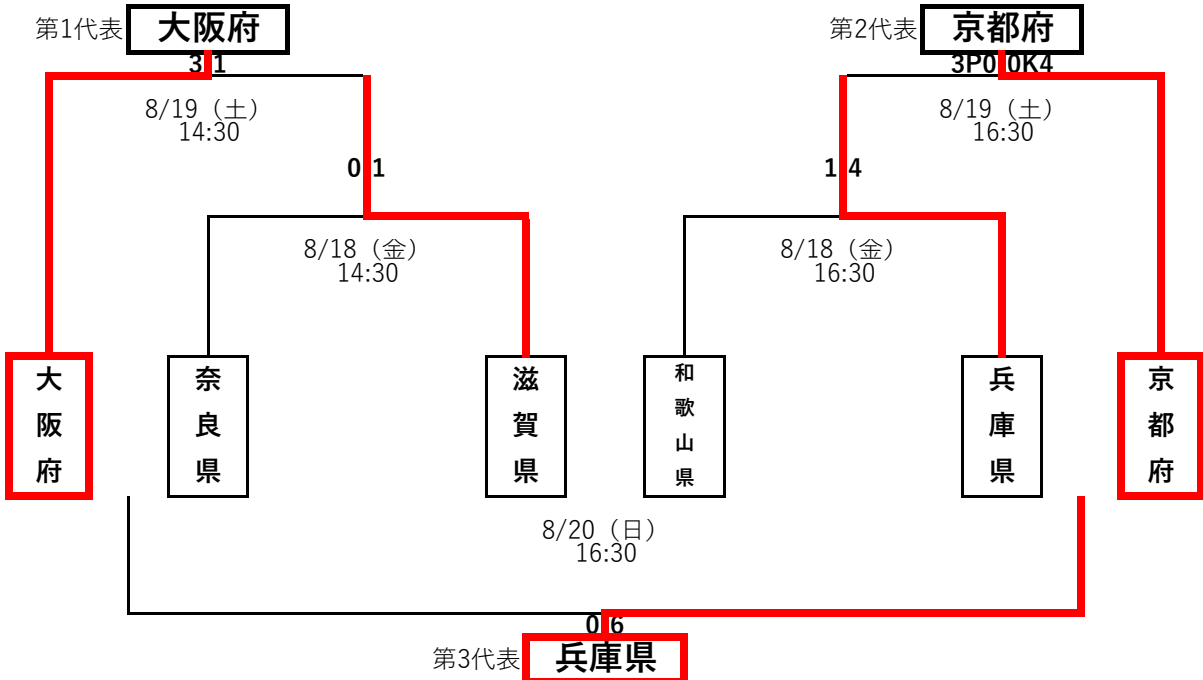 第1代表 大阪府
第2代表 京都府
3 1
3P0 0K4
8/19（土）
14:30
8/19（土）
16:30
0 1
1 4
8/18（金）
14:30
8/18（金）
16:30
大阪府
奈良県
滋賀県
和歌山県
兵庫県
京都府
8/20（日）
16:30
0 6
第3代表 兵庫県